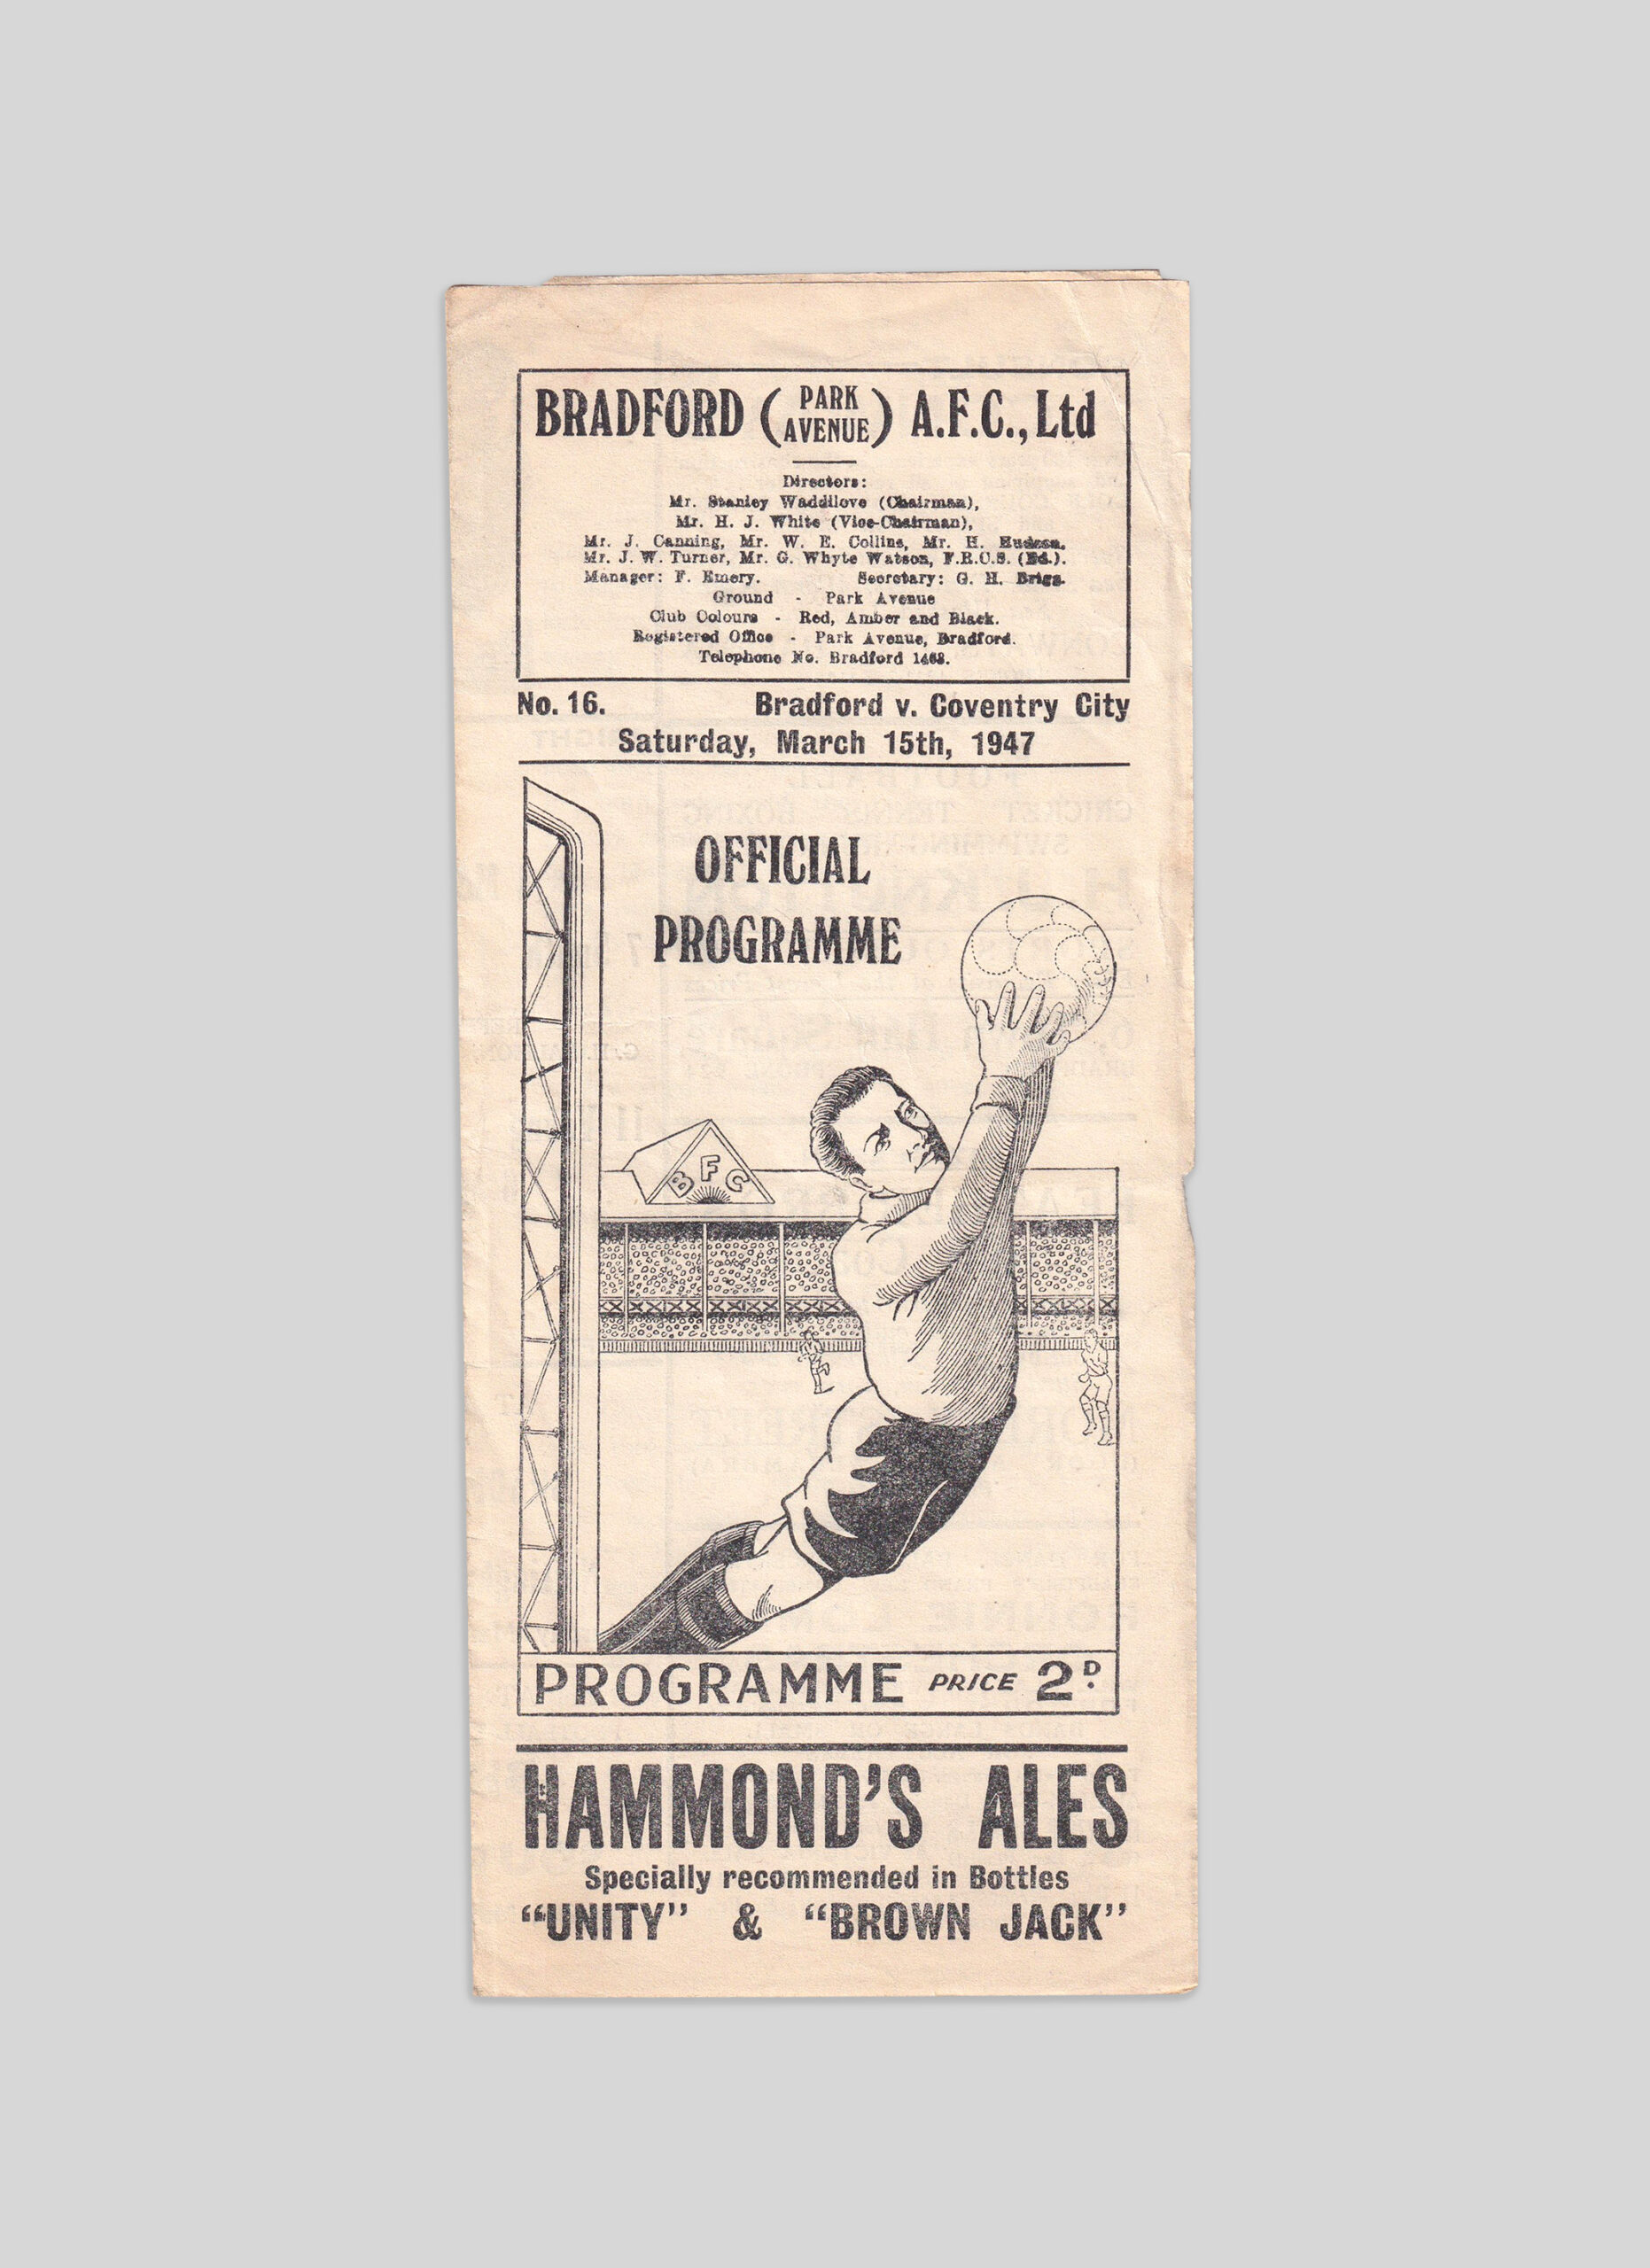 BRADFORD (PARK AVENUE) A.F.C., Ltd
Directors:
Mr. Stanley Waddilove (Chairman),
Mr. H. J. White (Vice-Chairman),
Mr. J. Canning, Mr. W. E. Collins, Mr. H. Hudson.
Mr. J. W. Turner, Mr. G. Whyte Watson, F.R.C.S. (Ed.).
Manager: F. Emery. Secretary: G. H. Brigg.
Ground - Park Avenue
Club Colours - Red, Amber and Black.
Registered Office - Park Avenue, Bradford.
Telephone No. Bradford 1468.
No. 16. Bradford v. Coventry City
Saturday, March 15th, 1947
OFFICIAL
PROGRAMME
BFC
PROGRAMME PRICE 2D.
HAMMOND'S ALES
Specially recommended in Bottles
“UNITY” & “BROWN JACK”